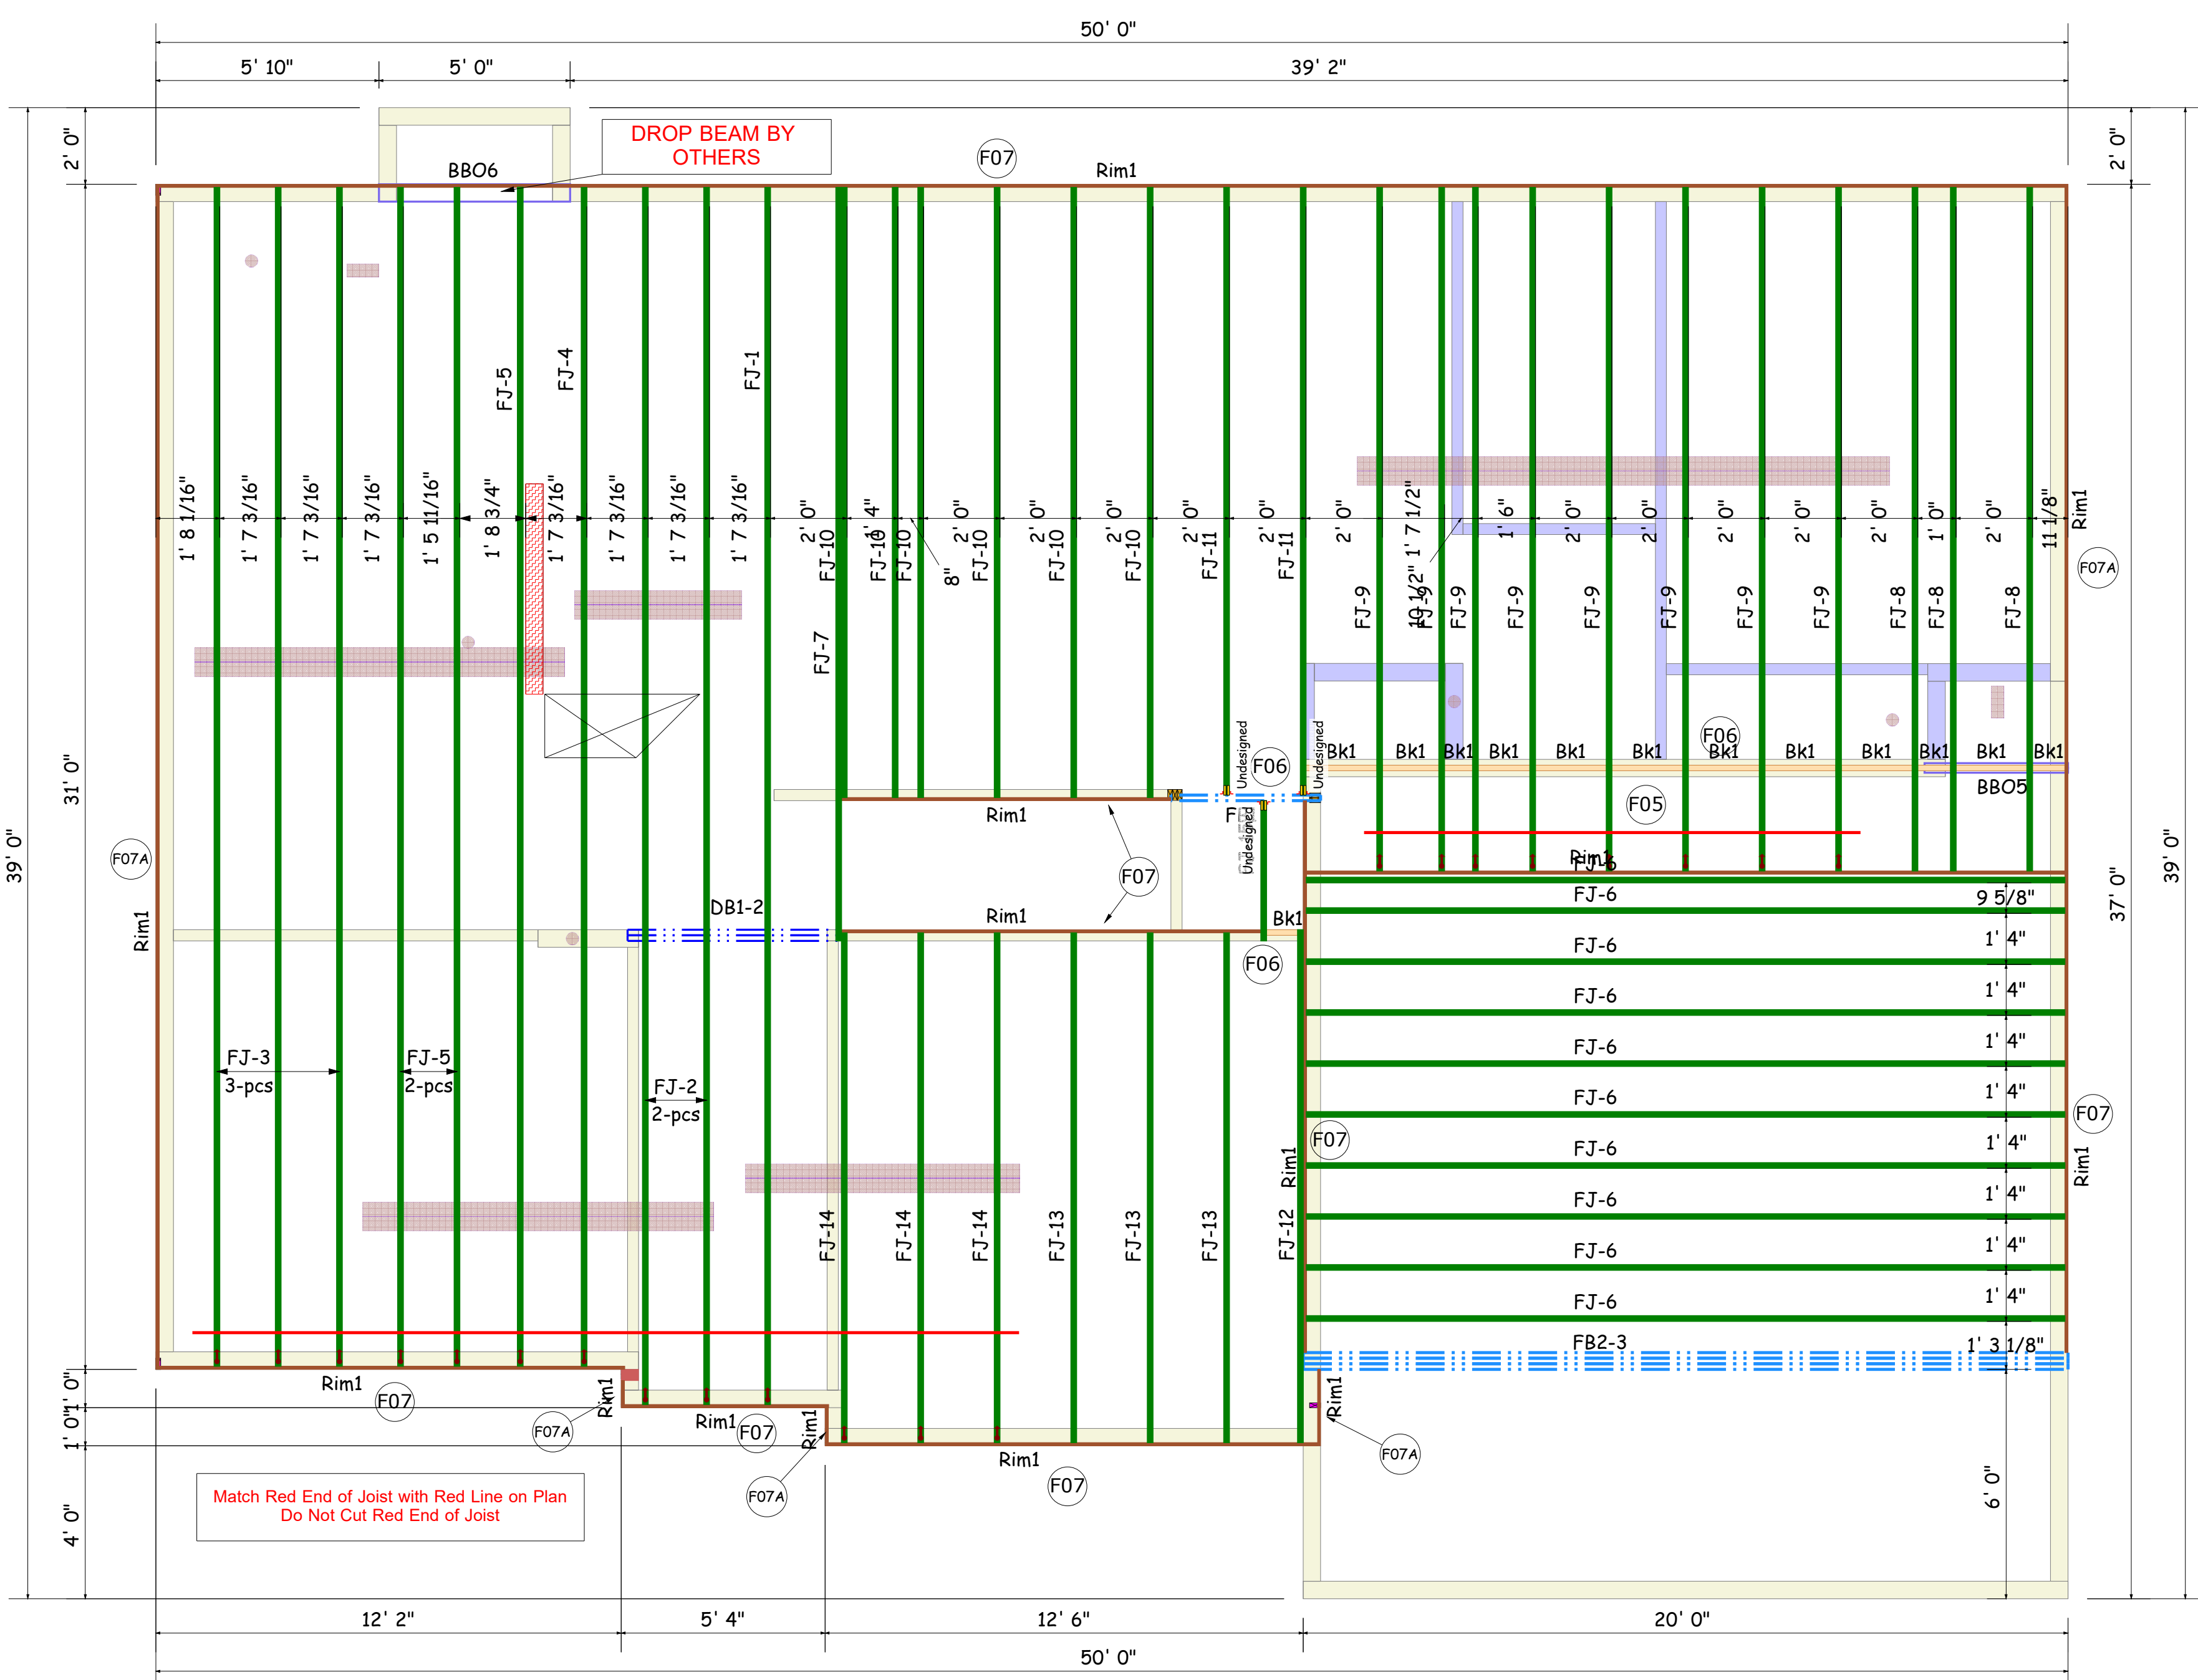 50' 0"
5' 10"
5' 0"
39' 2"
2' 0"
DROP BEAM BY
OTHERS
F07
2' 0"
BBO6
Rim1
FJ-5
FJ-4
FJ-1
1' 8 1/16"
1' 7 3/16"
1' 7 3/16"
1' 7 3/16"
1' 5 11/16"
1' 8 3/4"
1' 7 3/16"
1' 7 3/16"
1' 7 3/16"
1' 7 3/16"
2' 0"
1' 4"
8"
2' 0"
2' 0"
2' 0"
2' 0"
2' 0"
2' 0"
1' 7 1/2"
10 1/2"
1' 6"
2' 0"
2' 0"
2' 0"
2' 0"
2' 0"
1' 0"
2' 0"
11 1/8"
Rim1
F07A
FJ-10
FJ-10
FJ-10
FJ-10
FJ-10
FJ-10
FJ-11
FJ-11
FJ-7
FJ-9
FJ-9
FJ-9
FJ-9
FJ-9
FJ-9
FJ-9
FJ-9
FJ-8
FJ-8
FJ-8
31' 0"
39' 0"
37' 0"
39' 0"
Undesigned
F06
Undesigned
Bk1
Bk1
Bk1
Bk1
Bk1
Bk1
F06
Bk1
Bk1
Bk1
Bk1
Bk1
Bk1
BBO5
F05
Rim1
Undesigned
F07A
F07
Rim1
FJ-6
FJ-6
9 5/8"
DB1-2
Rim1
Bk1
Rim1
F06
FJ-6
1' 4"
FJ-6
1' 4"
FJ-6
1' 4"
FJ-6
1' 4"
FJ-6
1' 4"
FJ-6
1' 4"
FJ-6
1' 4"
FJ-6
1' 4"
FJ-3
3-pcs
FJ-5
2-pcs
FJ-2
2-pcs
F07
Rim1
F07
Rim1
FJ-14
FJ-14
FJ-14
FJ-13
FJ-13
FJ-13
FJ-12
FB2-3
1' 3 1/8"
1' 0"
1' 0"
Rim1
F07
Rim1
F07A
Rim1
F07
Rim1
F07A
Rim1
F07
Rim1
F07A
Match Red End of Joist with Red Line on Plan
Do Not Cut Red End of Joist
4' 0"
6' 0"
12' 2"
5' 4"
12' 6"
20' 0"
50' 0"